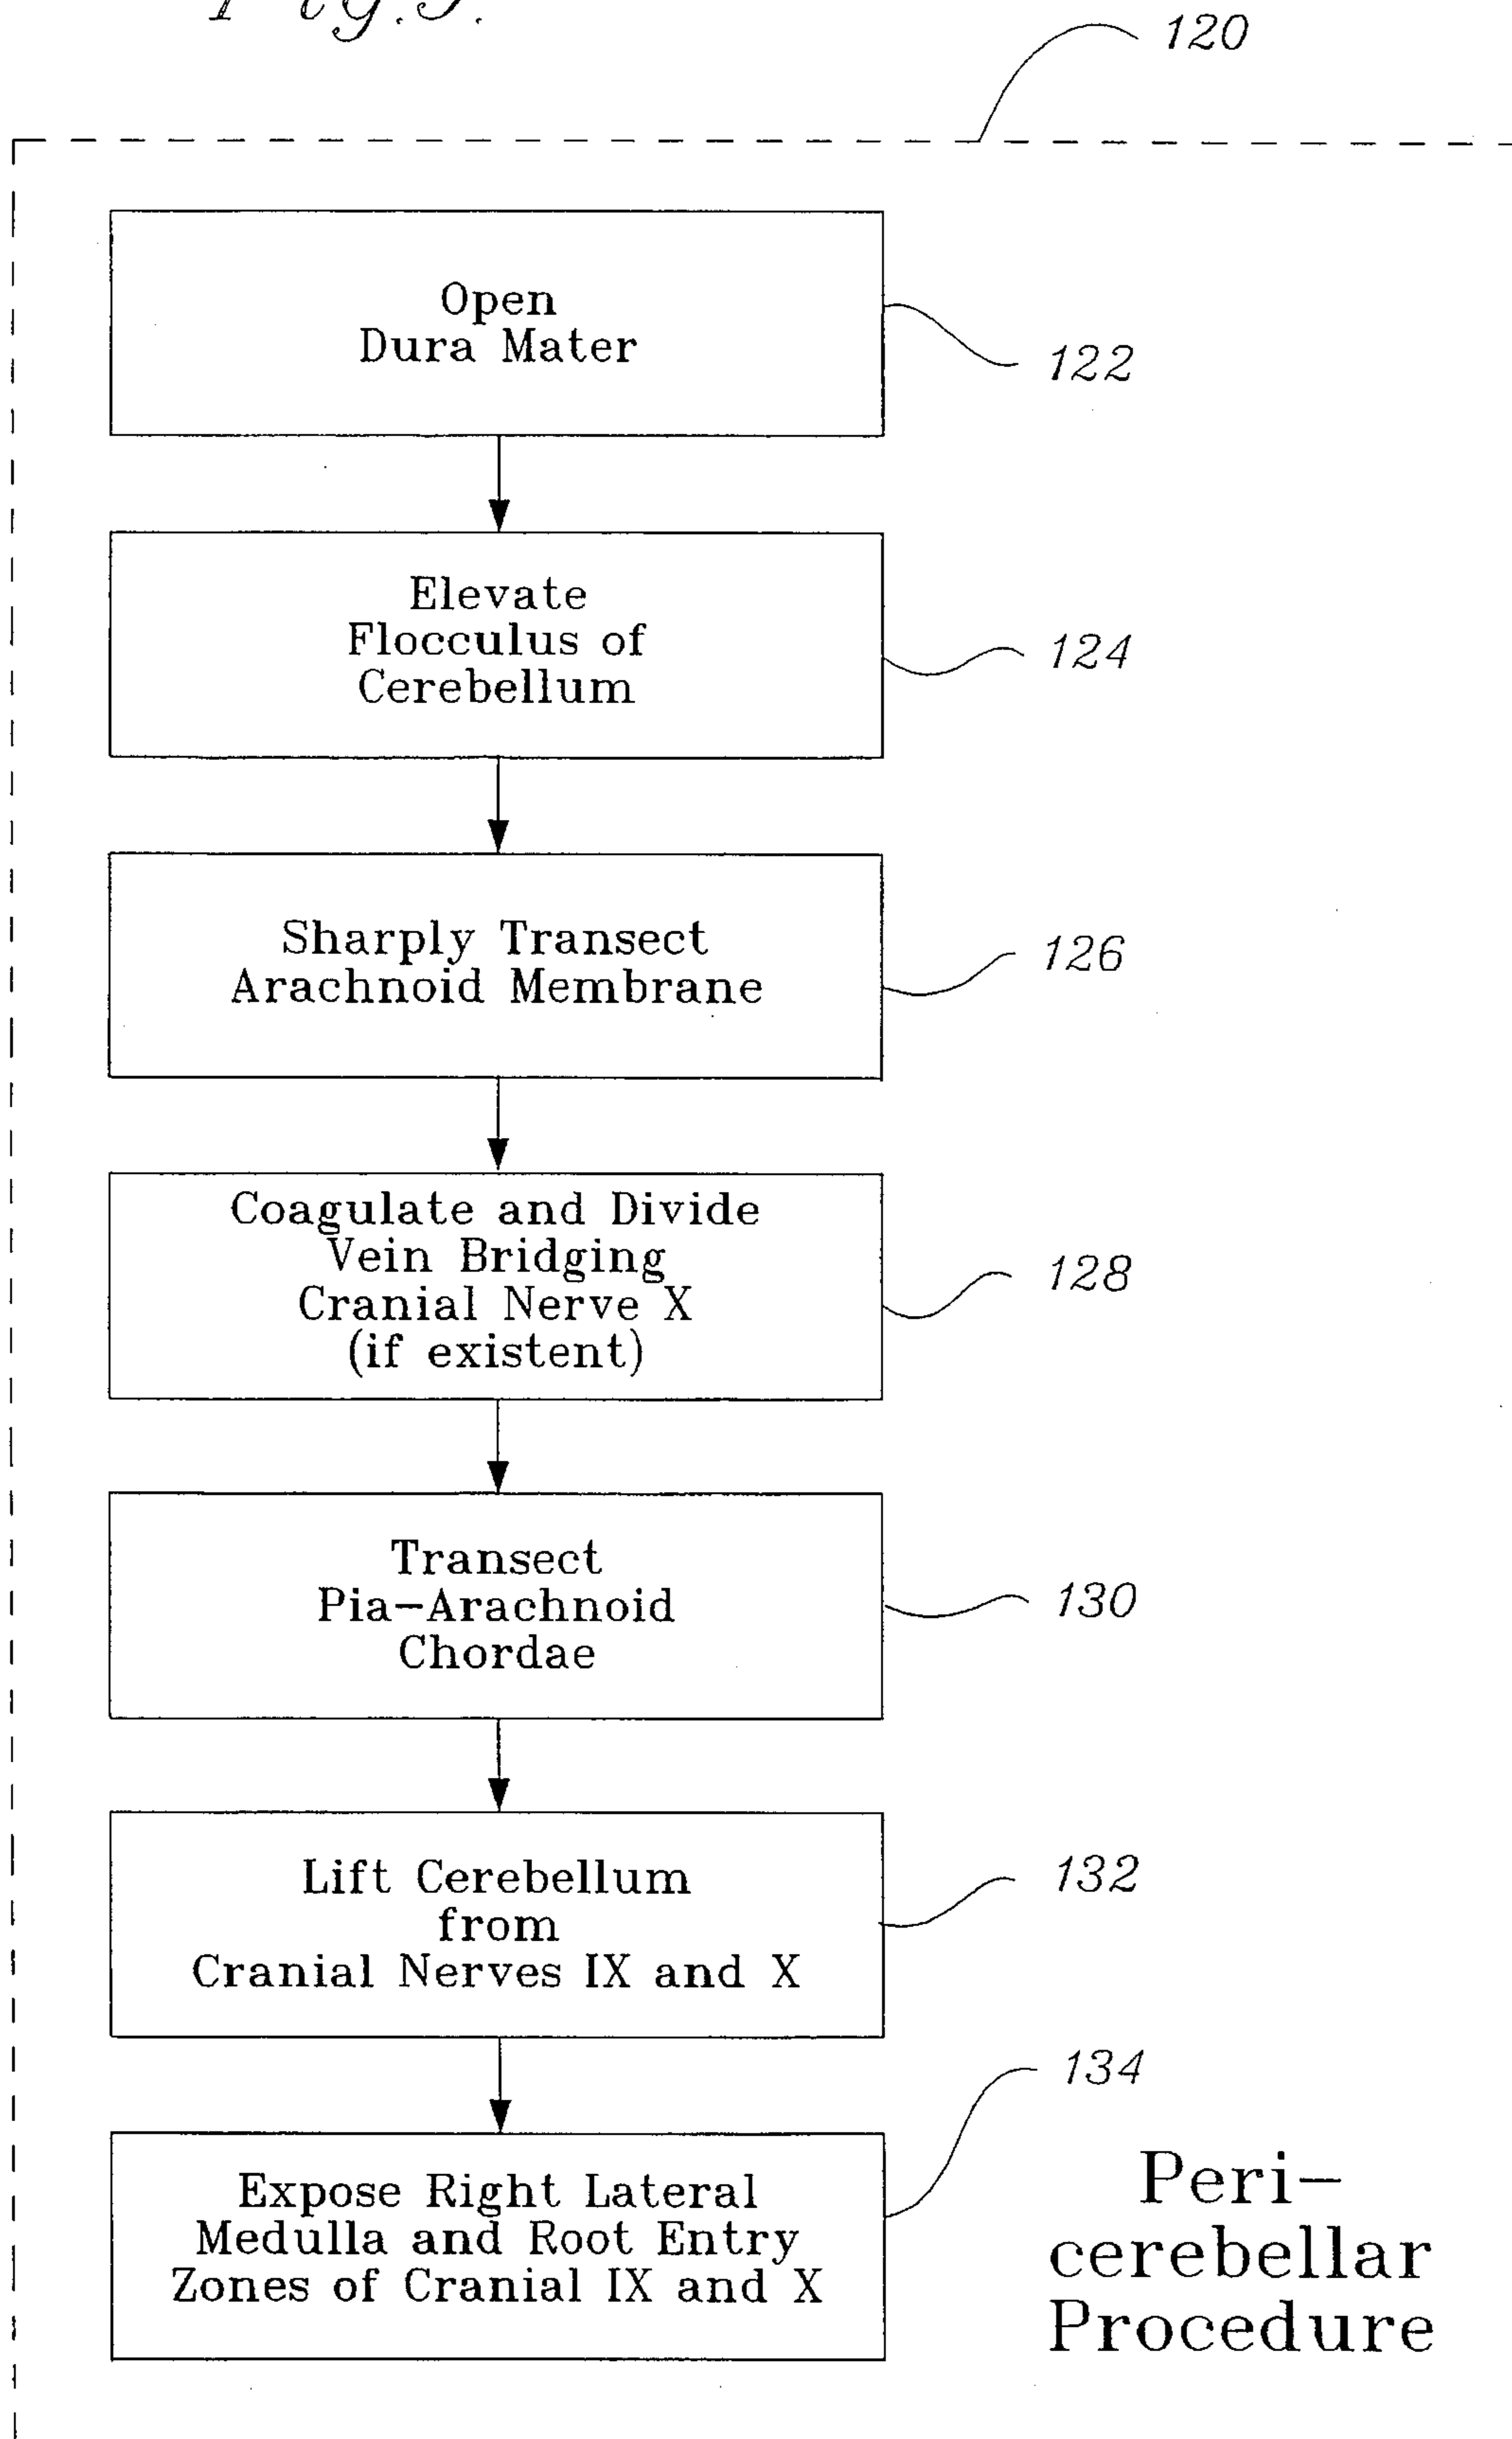 120
Open
Dura Mater
122
Elevate
Flocculus of
Cerebellum
124
Sharply Transect
Arachnoid Membrane
126
Coagulate and Divide
Vein Bridging
Cranial Nerve X
(if existent)
128
Transect
Pia-Arachnoid
Chordae
130
Lift Cerebellum
from
Cranial Nerves IX and X
132
Expose Right Lateral
Medulla and Root Entry
Zones of Cranial IX and X
134
Peri-
cerebellar
Procedure